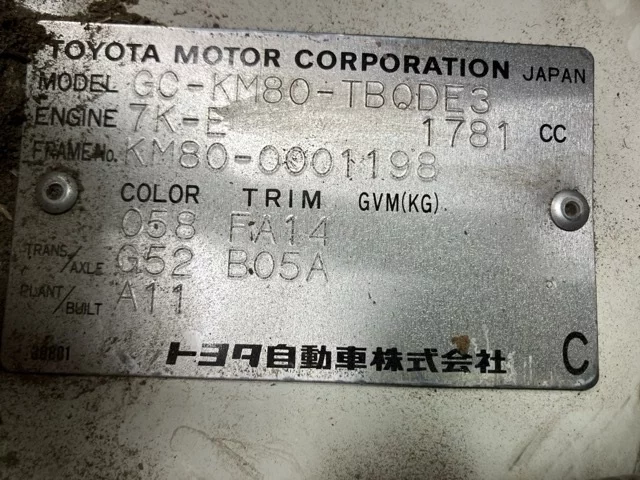 TOYOTA MOTOR CORPORATION JAPAN
MODEL GC-KM80-TBQDE3
ENGINE 7K-E 1781 CC
FRAME No. KM80-0001198
COLOR TRIM GVM(KG)
058 FA14
TRANS/AXLE G52 B05A
PLANT/BUILT A11
トヨタ自動車株式会社 C